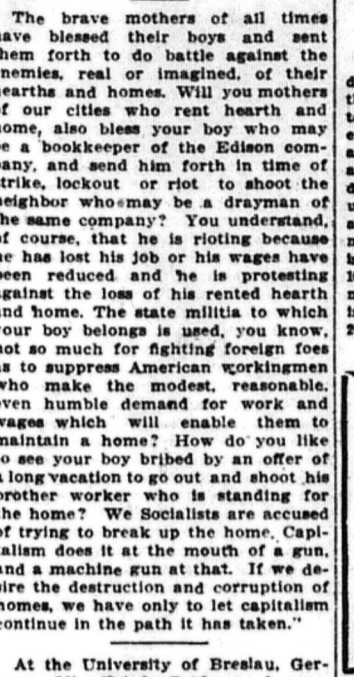 The brave mothers of all times
have blessed their boys and sent
them forth to do battle against the
enemies, real or imagined, of their
hearths and homes. Will you mothers
of our cities who rent hearth and
home, also bless your boy who may
be a bookkeeper of the Edison com-
pany, and send him forth in time of
strike, lockout or riot to shoot the
neighbor who may be a drayman of
the same company? You understand,
of course, that he is rioting because
he has lost his job or his wages have
been reduced and he is protesting
against the loss of his rented hearth
and home. The state militia to which
your boy belongs is used, you know,
not so much for fighting foreign foes
as to suppress American workingmen
who make the modest, reasonable,
even humble demand for work and
wages which will enable them to
maintain a home? How do you like
to see your boy bribed by an offer of
a long vacation to go out and shoot his
brother worker who is standing for
the home? We Socialists are accused
of trying to break up the home. Capi-
talism does it at the mouth of a gun,
and a machine gun at that. If we de-
sire the destruction and corruption of
homes, we have only to let capitalism
continue in the path it has taken."
At the University of Breslau, Ger-